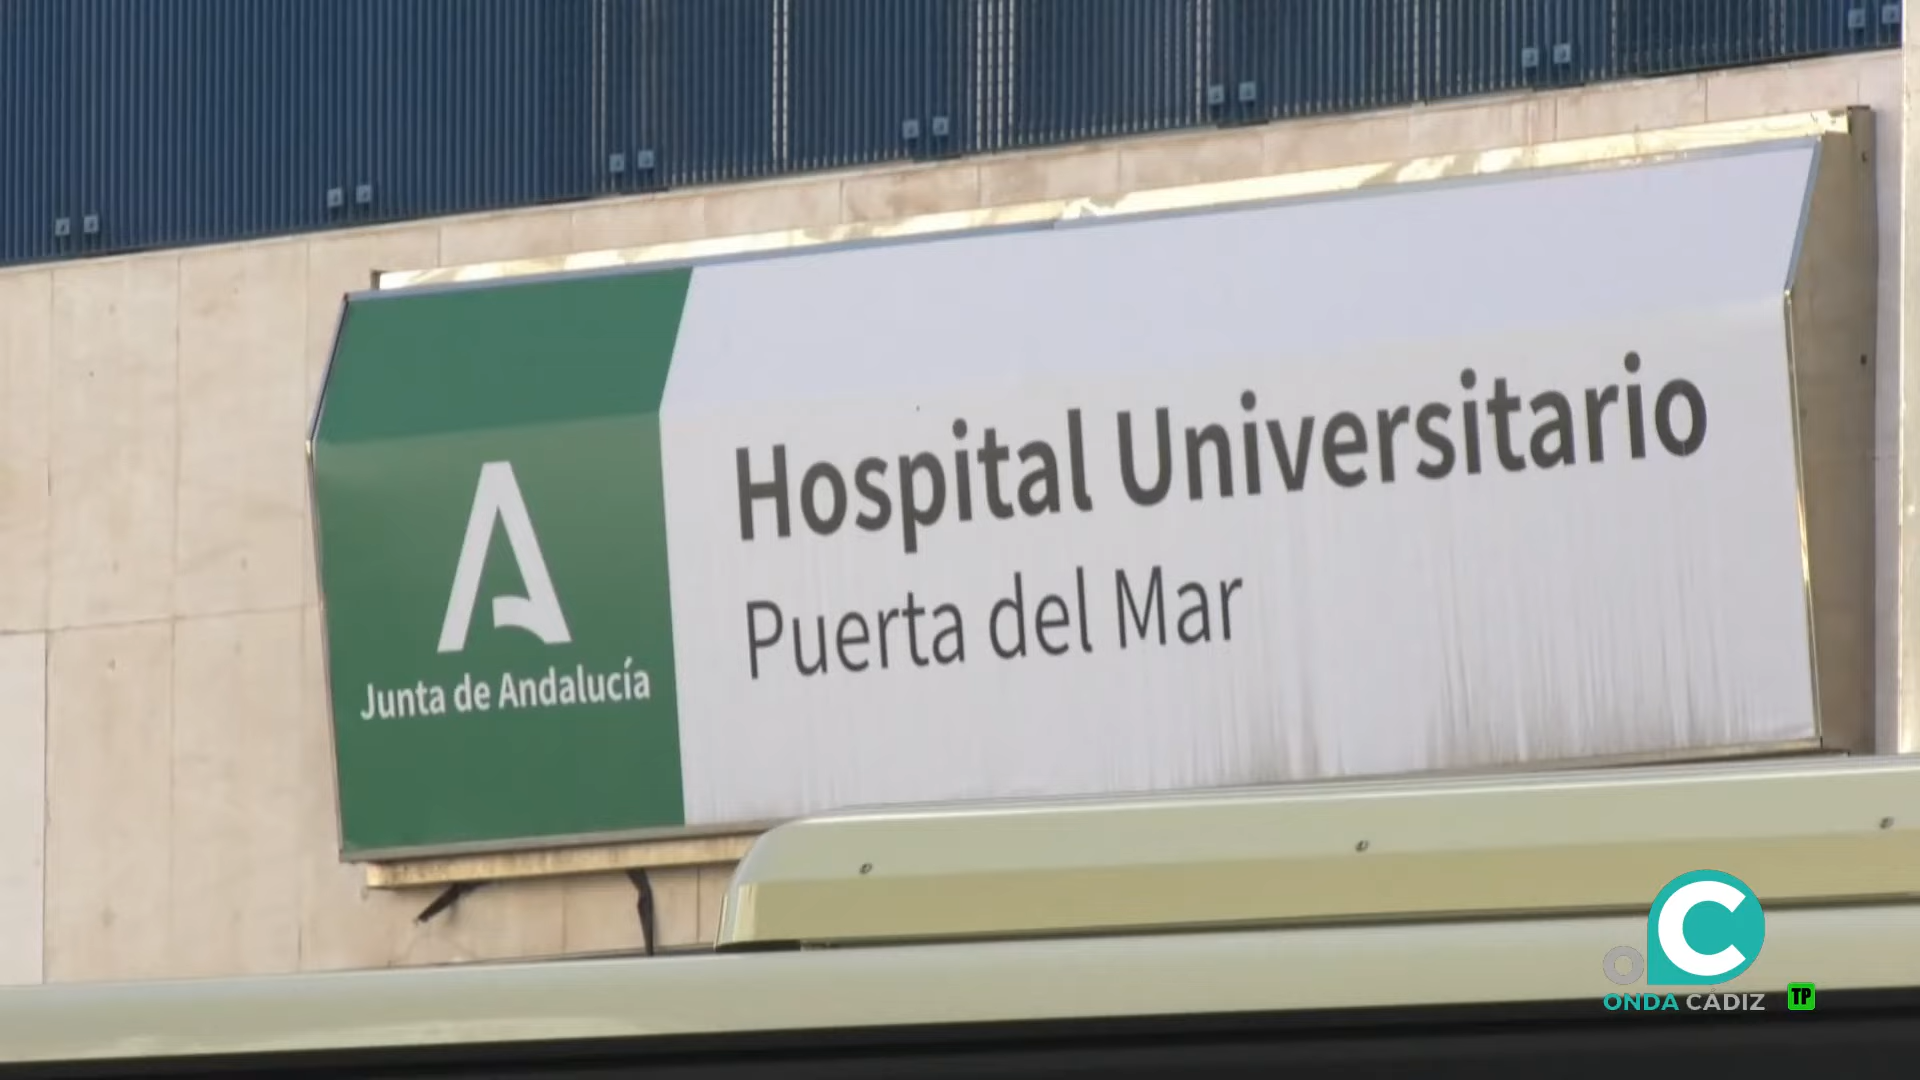 Hospital Universitario
Puerta del Mar
Junta de Andalucía
ONDA CÁDIZ
TP